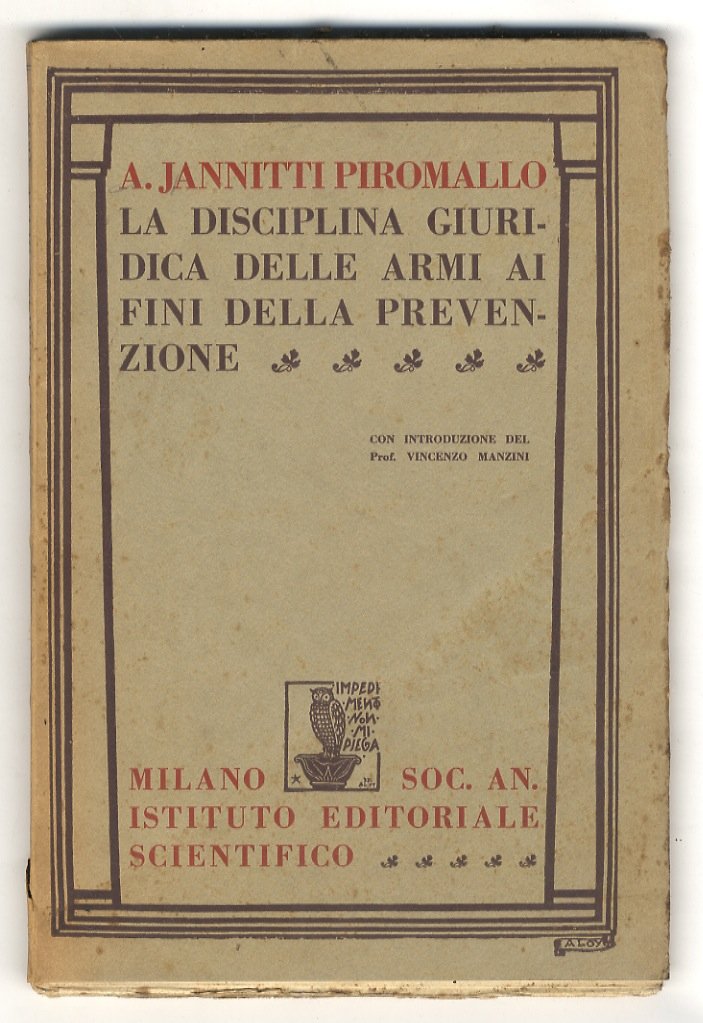 A. JANNITTI PIROMALLO
LA DISCIPLINA GIURI-
DICA DELLE ARMI AI
FINI DELLA PREVEN-
ZIONE
CON INTRODUZIONE DEL
Prof. VINCENZO MANZINI
IMPEDI
MENTO
·NON·
·MI·
PIEGA
MILANO SOC. AN.
ISTITUTO EDITORIALE
SCIENTIFICO
ALOY